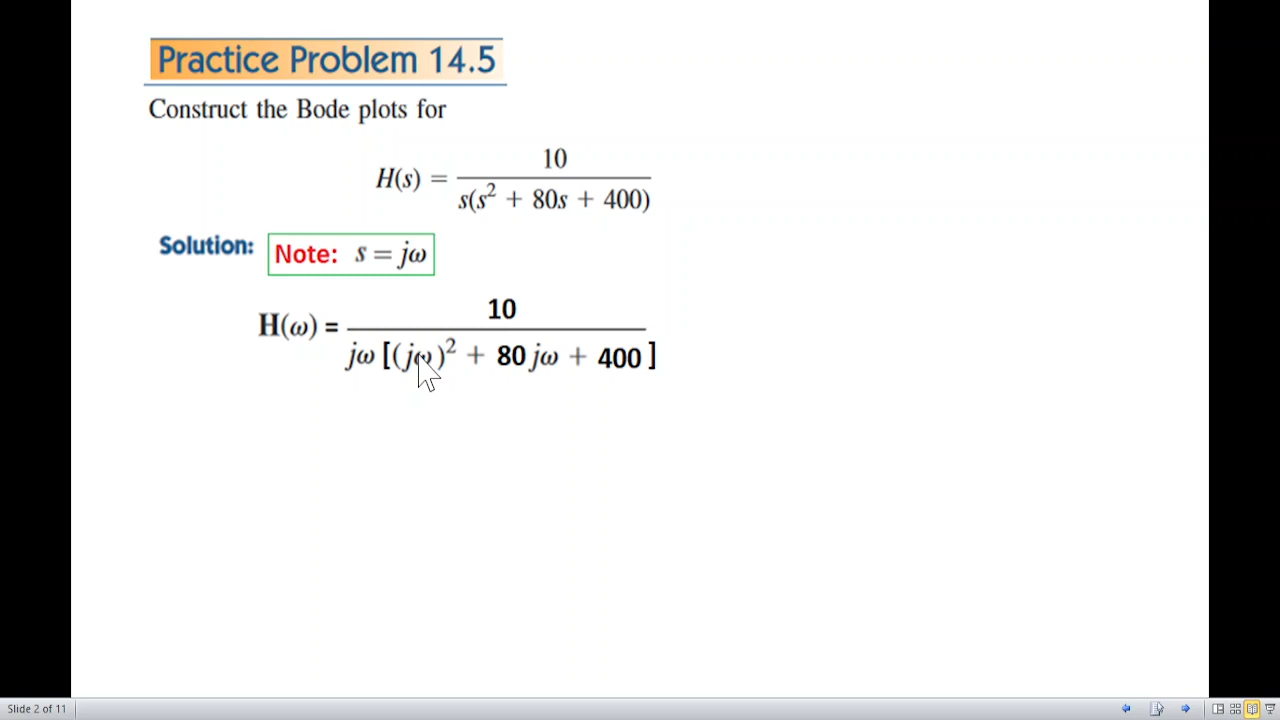 Practice Problem 14.5
Construct the Bode plots for
10
H(s) =
s(s² + 80s + 400)
Solution: Note: s = jω
10
H(ω) =
jω [(jω)² + 80 jω + 400 ]
Slide 2 of 11